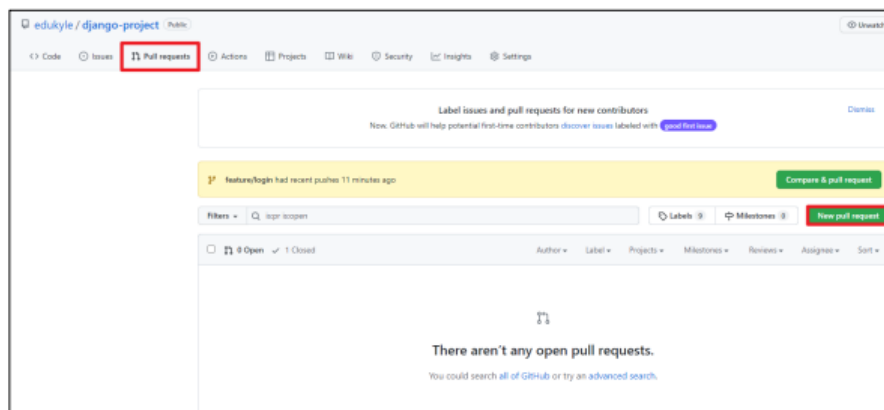 edukyle / django-project Public
Unwatch
Code Issues Pull requests Actions Projects Wiki Security Insights Settings
Label issues and pull requests for new contributors
Dismiss
Now, GitHub will help potential first-time contributors discover issues labeled with good first issue
feature/login had recent pushes 11 minutes ago
Compare & pull request
Filters is:pr is:open
Labels 9 Milestones 0 New pull request
0 Open 1 Closed
Author Label Projects Milestones Reviews Assignee Sort
There aren't any open pull requests.
You could search all of GitHub or try an advanced search.